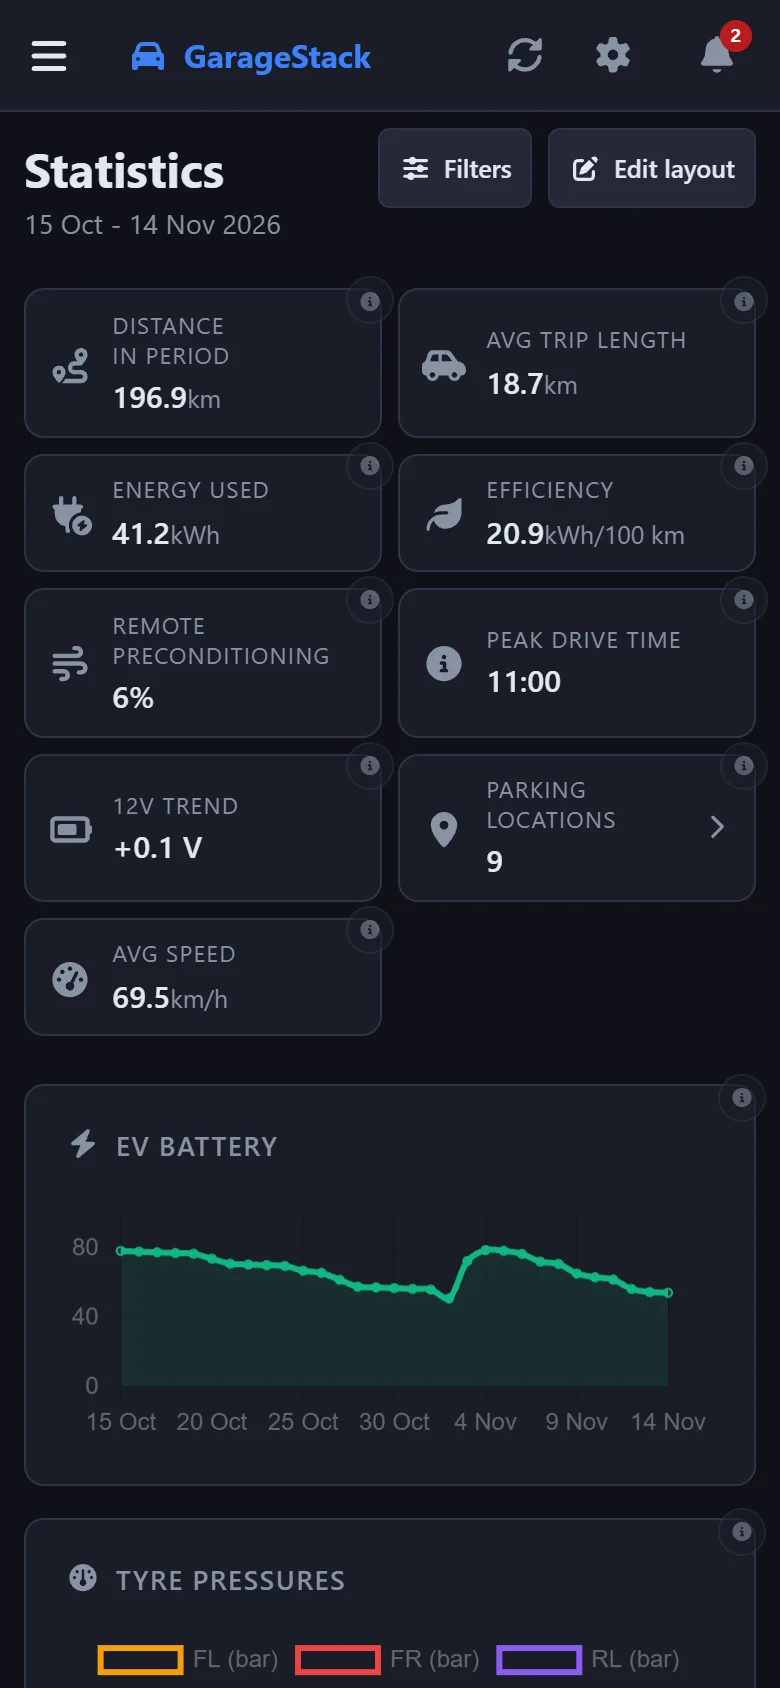 GarageStack
2
Statistics
Filters
Edit layout
15 Oct - 14 Nov 2026
DISTANCE
IN PERIOD
196.9km
AVG TRIP LENGTH
18.7km
ENERGY USED
41.2kWh
EFFICIENCY
20.9kWh/100 km
REMOTE
PRECONDITIONING
6%
PEAK DRIVE TIME
11:00
12V TREND
+0.1 V
PARKING
LOCATIONS
9
AVG SPEED
69.5km/h
EV BATTERY
80
40
0
15 Oct 20 Oct 25 Oct 30 Oct 4 Nov 9 Nov 14 Nov
TYRE PRESSURES
FL (bar) FR (bar) RL (bar)